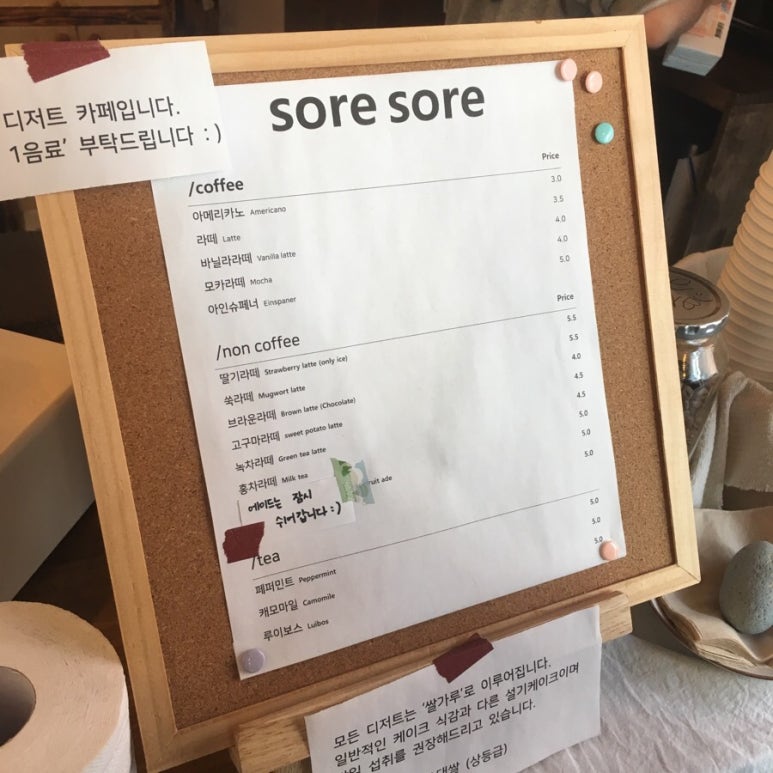 디저트 카페입니다.
1음료' 부탁드립니다 : )
sore sore
/coffee Price
아메리카노 Americano 3.0
라떼 Latte 3.5
바닐라라떼 Vanilla latte 4.0
모카라떼 Mocha 4.0
아인슈페너 Einspaner 5.0
/non coffee Price
딸기라떼 Strawberry latte (only ice) 5.5
쑥라떼 Mugwort latte 5.5
브라운라떼 Brown latte (Chocolate) 4.0
고구마라떼 sweet potato latte 4.5
녹차라떼 Green tea latte 4.5
홍차라떼 Milk tea 5.0
ruit ade 5.0
에이드는 잠시
쉬어갑니다 : )
/tea
페퍼민트 Peppermint 5.0
캐모마일 Camomile 5.0
루이보스 Luibos 5.0
모든 디저트는 '쌀가루'로 이루어집니다.
일반적인 케이크 식감과 다른 설기케이크이며
섭취를 권장해드리고 있습니다.
(상등급)